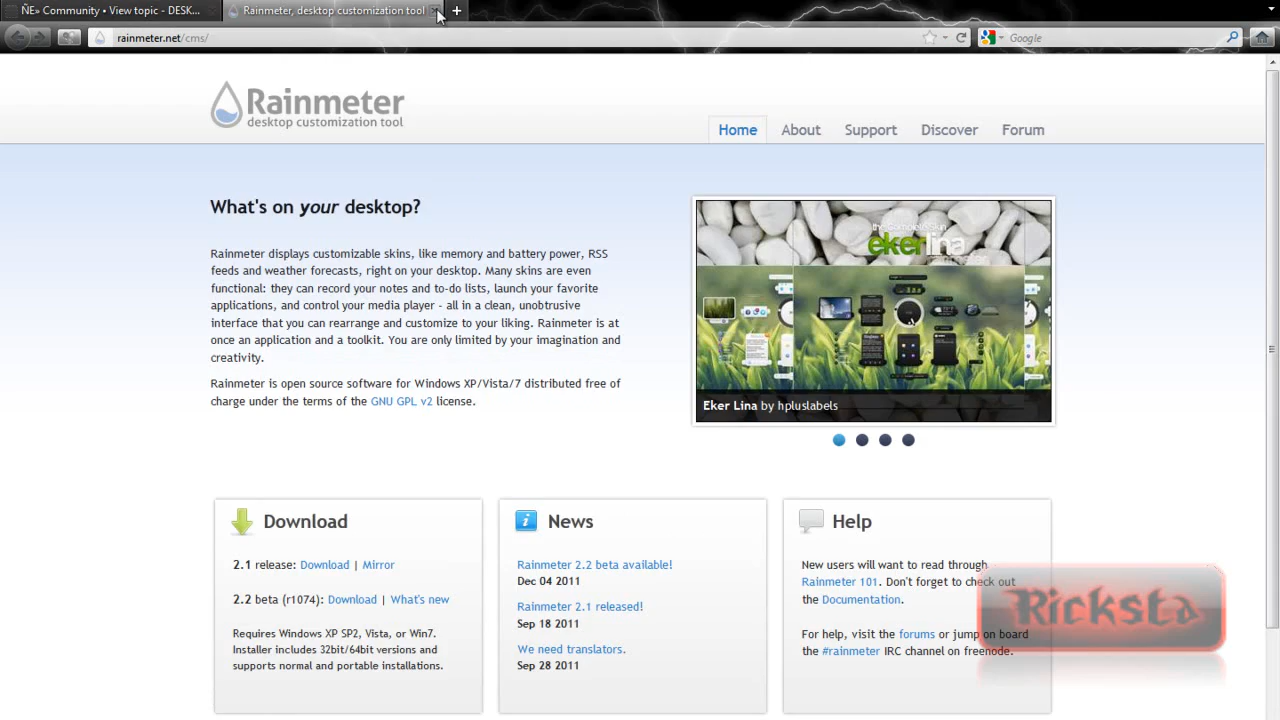 ÑE» Community • View topic - DESK...
Rainmeter, desktop customization tool
rainmeter.net/cms/
Google
Rainmeter
desktop customization tool
Home
About
Support
Discover
Forum
What's on your desktop?
Rainmeter displays customizable skins, like memory and battery power, RSS
feeds and weather forecasts, right on your desktop. Many skins are even
functional: they can record your notes and to-do lists, launch your favorite
applications, and control your media player - all in a clean, unobtrusive
interface that you can rearrange and customize to your liking. Rainmeter is at
once an application and a toolkit. You are only limited by your imagination and
creativity.
Rainmeter is open source software for Windows XP/Vista/7 distributed free of
charge under the terms of the GNU GPL v2 license.
the Complete Skin
ekerlina
Eker Lina by hpluslabels
Download
2.1 release: Download | Mirror
2.2 beta (r1074): Download | What's new
Requires Windows XP SP2, Vista, or Win7.
Installer includes 32bit/64bit versions and
supports normal and portable installations.
News
Rainmeter 2.2 beta available!
Dec 04 2011
Rainmeter 2.1 released!
Sep 18 2011
We need translators.
Sep 28 2011
Help
New users will want to read through
Rainmeter 101. Don't forget to check out
the Documentation.
For help, visit the forums or jump on board
the #rainmeter IRC channel on freenode.
Ricksta